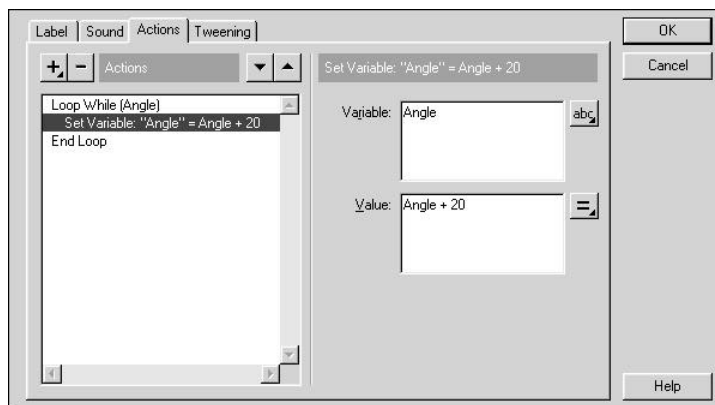 Label Sound Actions Tweening
OK
Cancel
+ - Actions
Set Variable: "Angle" = Angle + 20
Loop While (Angle)
Set Variable: "Angle" = Angle + 20
End Loop
Variable: Angle abc
Value: Angle + 20 =
Help